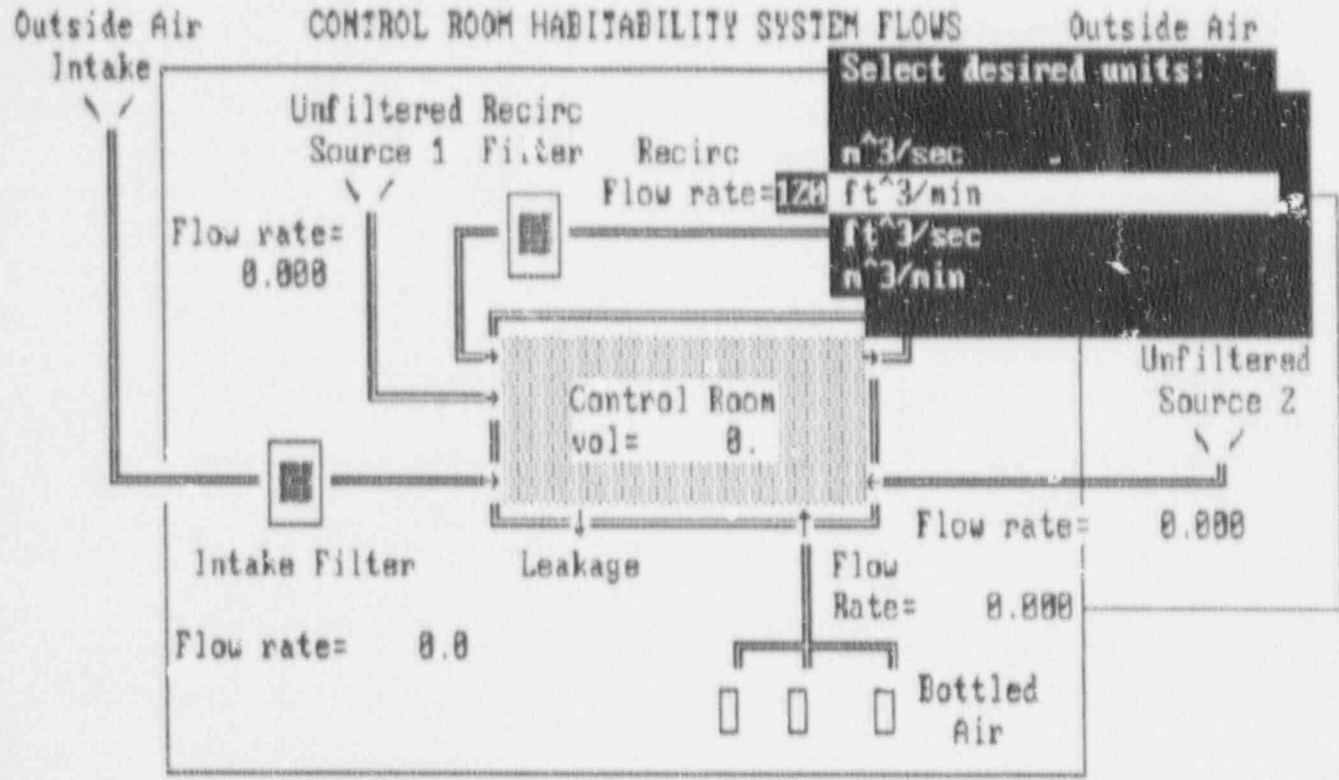 Outside Air
Intake
CONTROL ROOM HABITABILITY SYSTEM FLOWS
Outside Air
Select desired units:
m^3/sec
ft^3/min
ft^3/sec
m^3/min
Unfiltered
Source 1
Recirc
Filter
Recirc
Flow rate=
Flow rate=
0.000
Control Room
vol= 0.
Unfiltered
Source 2
Flow rate= 0.000
Intake Filter
Leakage
Flow
Rate= 0.000
Flow rate= 0.0
Bottled
Air